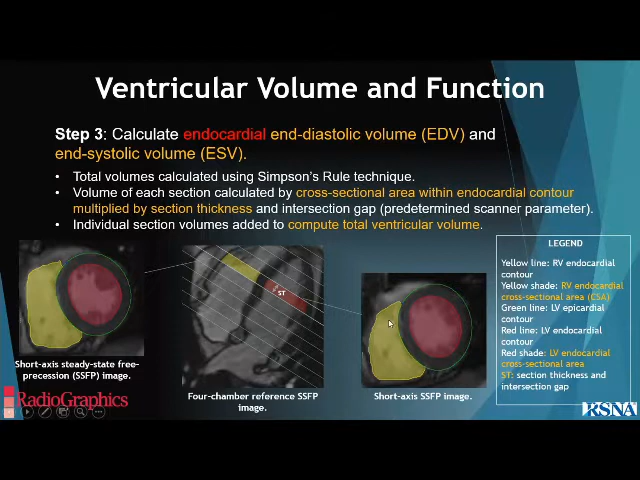 Ventricular Volume and Function
Step 3: Calculate endocardial end-diastolic volume (EDV) and
end-systolic volume (ESV).
• Total volumes calculated using Simpson's Rule technique.
• Volume of each section calculated by cross-sectional area within endocardial contour
multiplied by section thickness and intersection gap (predetermined scanner parameter).
• Individual section volumes added to compute total ventricular volume.
ST
Short-axis steady-state free-
precession (SSFP) image.
Four-chamber reference SSFP
image.
Short-axis SSFP image.
LEGEND
Yellow line: RV endocardial
contour
Yellow shade: RV endocardial
cross-sectional area (CSA)
Green line: LV epicardial
contour
Red line: LV endocardial
contour
Red shade: LV endocardial
cross-sectional area
ST: section thickness and
intersection gap
RadioGraphics
RSNA